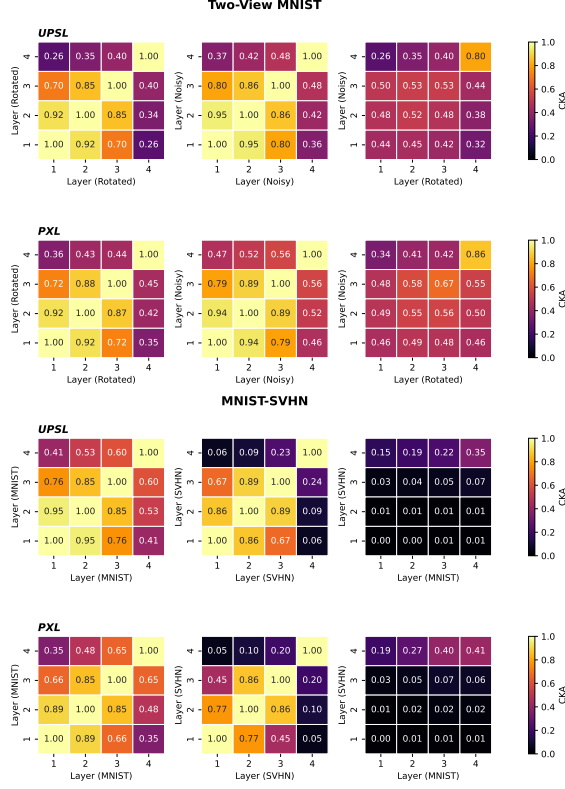 Two-View MNIST
UPSL
4 0.26 0.35 0.40 1.00
3 0.70 0.85 1.00 0.40
2 0.92 1.00 0.85 0.34
1 1.00 0.92 0.70 0.26
1 2 3 4
Layer (Rotated)
Layer (Rotated)
4 0.37 0.42 0.48 1.00
3 0.80 0.86 1.00 0.48
2 0.95 1.00 0.86 0.42
1 1.00 0.95 0.80 0.36
1 2 3 4
Layer (Noisy)
Layer (Noisy)
4 0.26 0.35 0.40 0.80
3 0.50 0.53 0.53 0.44
2 0.48 0.52 0.48 0.38
1 0.44 0.45 0.42 0.32
1 2 3 4
Layer (Noisy)
Layer (Rotated)
1.0
0.8
0.6
0.4
0.2
0.0
CKA
PXL
4 0.36 0.43 0.44 1.00
3 0.72 0.88 1.00 0.45
2 0.92 1.00 0.87 0.42
1 1.00 0.92 0.72 0.35
1 2 3 4
Layer (Rotated)
Layer (Rotated)
4 0.47 0.52 0.56 1.00
3 0.79 0.89 1.00 0.56
2 0.94 1.00 0.89 0.52
1 1.00 0.94 0.79 0.46
1 2 3 4
Layer (Noisy)
Layer (Noisy)
4 0.34 0.41 0.42 0.86
3 0.48 0.58 0.67 0.55
2 0.49 0.55 0.56 0.50
1 0.46 0.49 0.48 0.46
1 2 3 4
Layer (Noisy)
Layer (Rotated)
1.0
0.8
0.6
0.4
0.2
0.0
CKA
MNIST-SVHN
UPSL
4 0.41 0.53 0.60 1.00
3 0.76 0.85 1.00 0.60
2 0.95 1.00 0.85 0.53
1 1.00 0.95 0.76 0.41
1 2 3 4
Layer (MNIST)
Layer (MNIST)
4 0.06 0.09 0.23 1.00
3 0.67 0.89 1.00 0.24
2 0.86 1.00 0.89 0.09
1 1.00 0.86 0.67 0.06
1 2 3 4
Layer (SVHN)
Layer (SVHN)
4 0.15 0.19 0.22 0.35
3 0.03 0.04 0.05 0.07
2 0.01 0.01 0.01 0.01
1 0.00 0.01 0.01 0.01
1 2 3 4
Layer (SVHN)
Layer (MNIST)
1.0
0.8
0.6
0.4
0.2
0.0
CKA
PXL
4 0.35 0.48 0.65 1.00
3 0.66 0.85 1.00 0.65
2 0.89 1.00 0.85 0.48
1 1.00 0.89 0.66 0.35
1 2 3 4
Layer (MNIST)
Layer (MNIST)
4 0.05 0.10 0.20 1.00
3 0.45 0.86 1.00 0.20
2 0.77 1.00 0.86 0.10
1 1.00 0.77 0.45 0.05
1 2 3 4
Layer (SVHN)
Layer (SVHN)
4 0.19 0.27 0.40 0.41
3 0.03 0.05 0.07 0.06
2 0.01 0.02 0.02 0.02
1 0.00 0.01 0.01 0.01
1 2 3 4
Layer (SVHN)
Layer (MNIST)
1.0
0.8
0.6
0.4
0.2
0.0
CKA